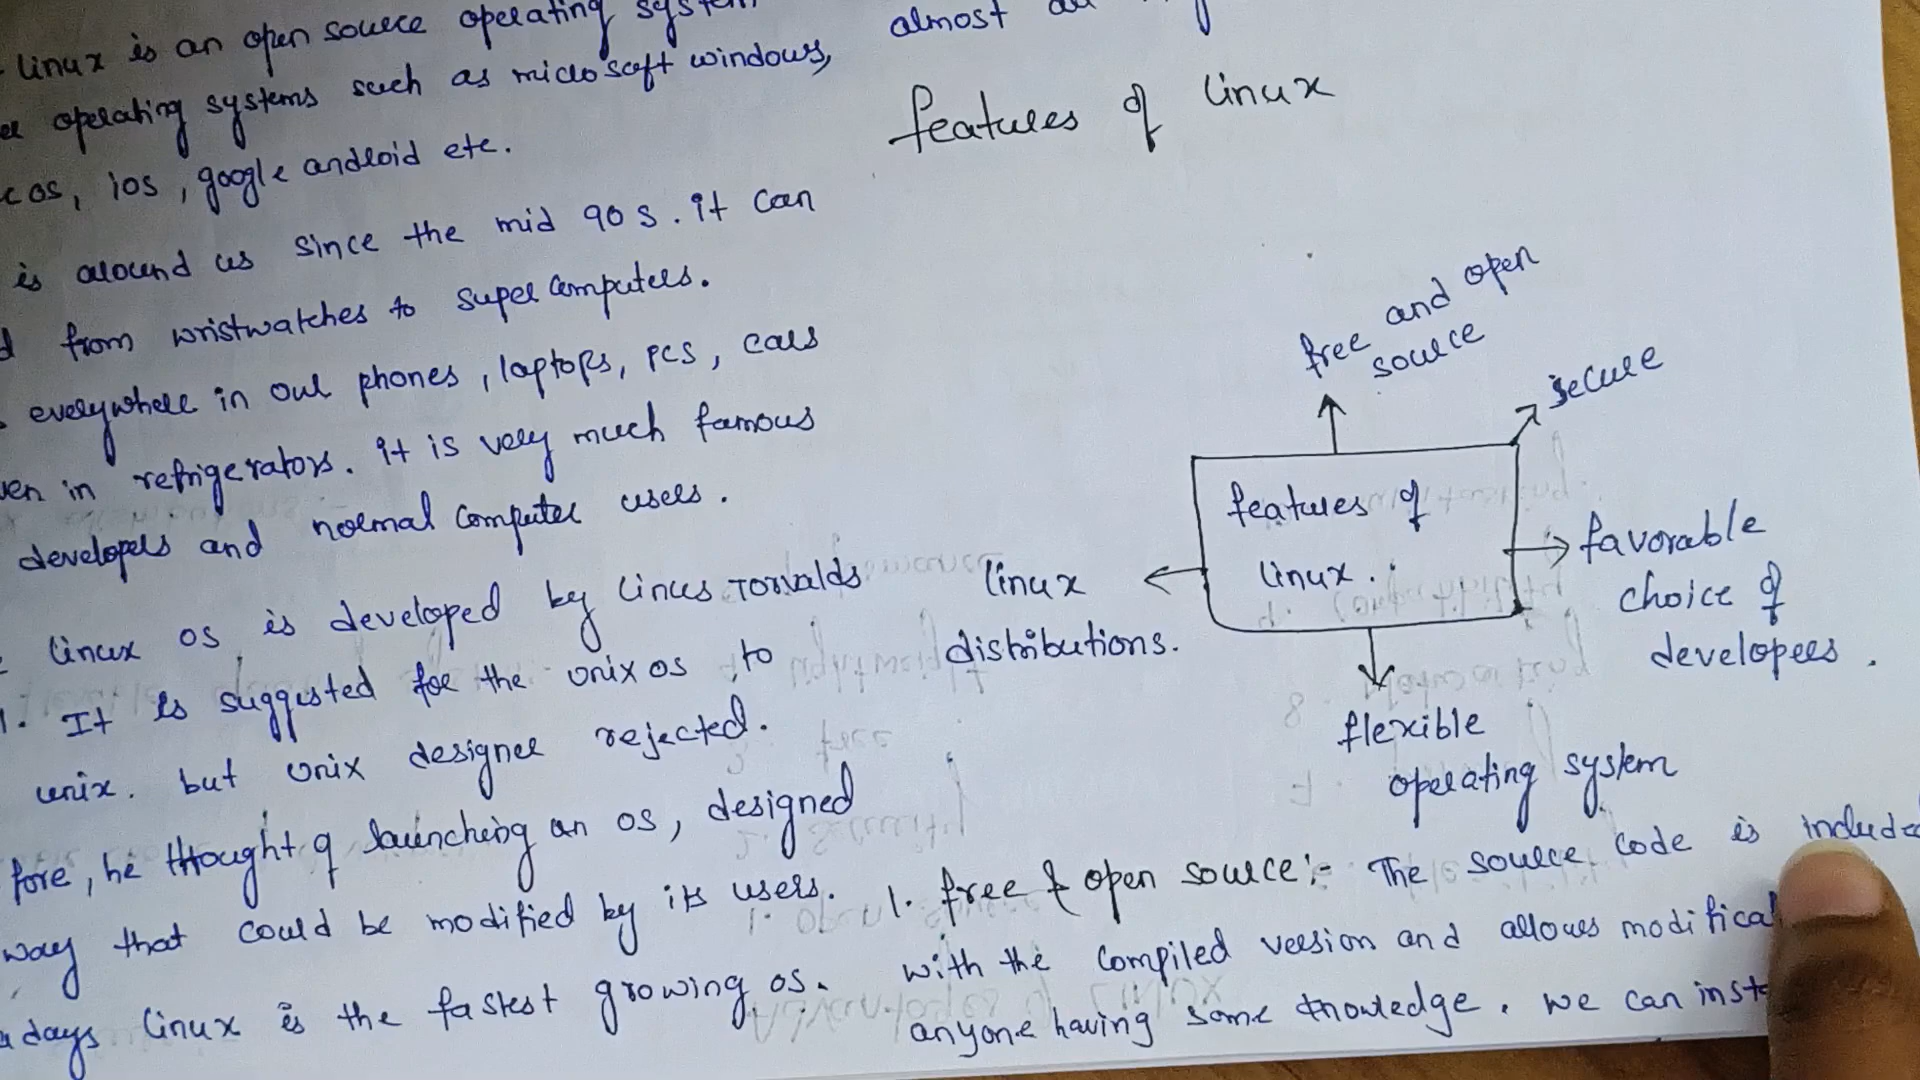 linux is an open source operating system
operating systems such as microsoft windows,
os, ios, google android etc.
is around us since the mid 90s. it can
from wristwatches to super computers.
everywhere in our phones, laptops, pcs, cars
in refrigerators. it is very much famous
developers and normal computer users.
linux os is developed by linus Torvalds
It is suggested for the unix os to
unix. but unix designer rejected.
fore, he thought of launching an os, designed
way that could be modified by its users.
days linux is the fastest growing os.
almost
features of linux
free and open
source
secure
features of
linux.
favorable
choice of
developers.
linux
distributions.
flexible
operating system
1. free & open source:- The source code is
with the compiled version and allows
anyone having some knowledge. we can